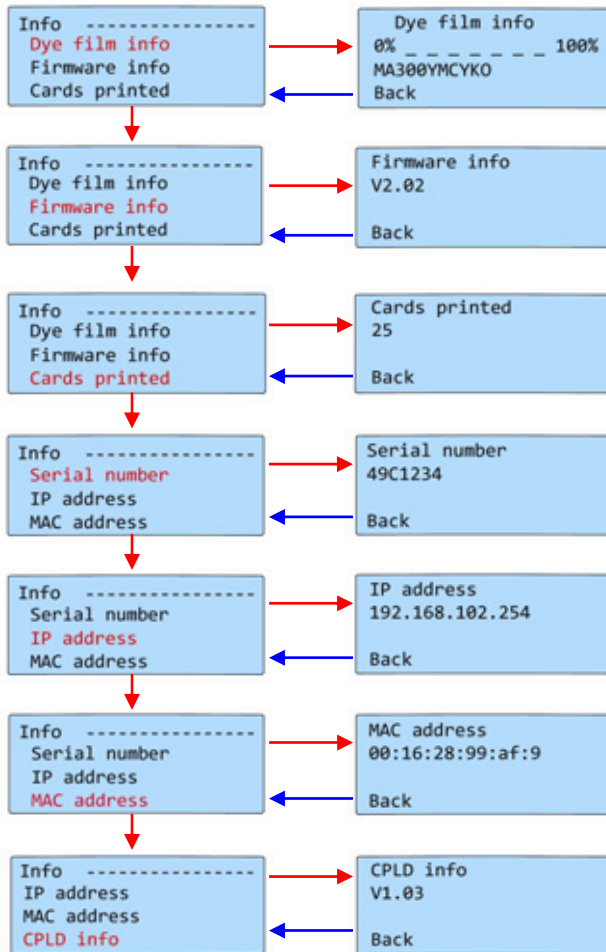 Info ----------------
Dye film info
Firmware info
Cards printed
Dye film info
0% _ _ _ _ _ _ _ 100%
MA300YMCYKO
Back
Info ----------------
Dye film info
Firmware info
Cards printed
Firmware info
V2.02
Back
Info ----------------
Dye film info
Firmware info
Cards printed
Cards printed
25
Back
Info ----------------
Serial number
IP address
MAC address
Serial number
49C1234
Back
Info ----------------
Serial number
IP address
MAC address
IP address
192.168.102.254
Back
Info ----------------
Serial number
IP address
MAC address
MAC address
00:16:28:99:af:9
Back
Info ----------------
IP address
MAC address
CPLD info
CPLD info
V1.03
Back